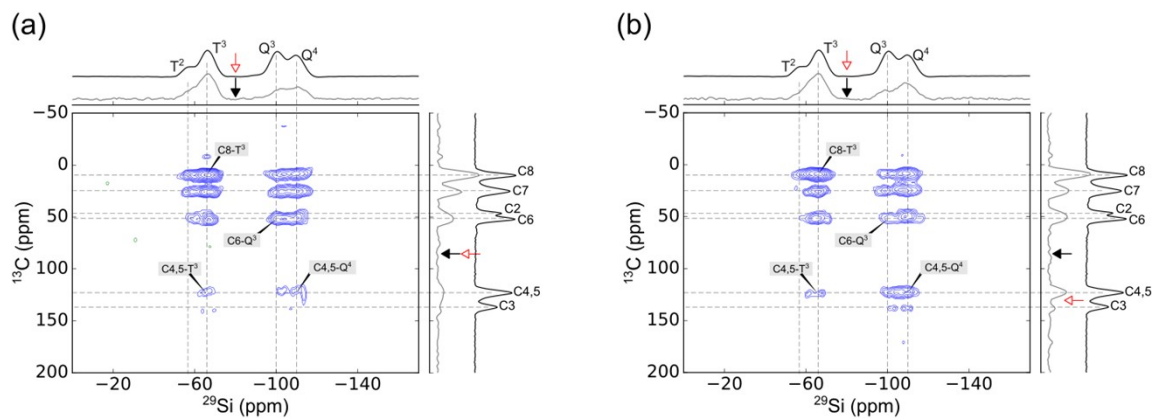 (a)
T² T³ Q³ Q⁴
−50
0
50
100
150
200
¹³C (ppm)
C8-T³
C6-Q³
C4,5-T³
C4,5-Q⁴
C8
C7
C2
C6
C4,5
C3
−20 −60 −100 −140
²⁹Si (ppm)
(b)
T² T³ Q³ Q⁴
−50
0
50
100
150
200
¹³C (ppm)
C8-T³
C6-Q³
C4,5-T³
C4,5-Q⁴
C8
C7
C2
C6
C4,5
C3
−20 −60 −100 −140
²⁹Si (ppm)